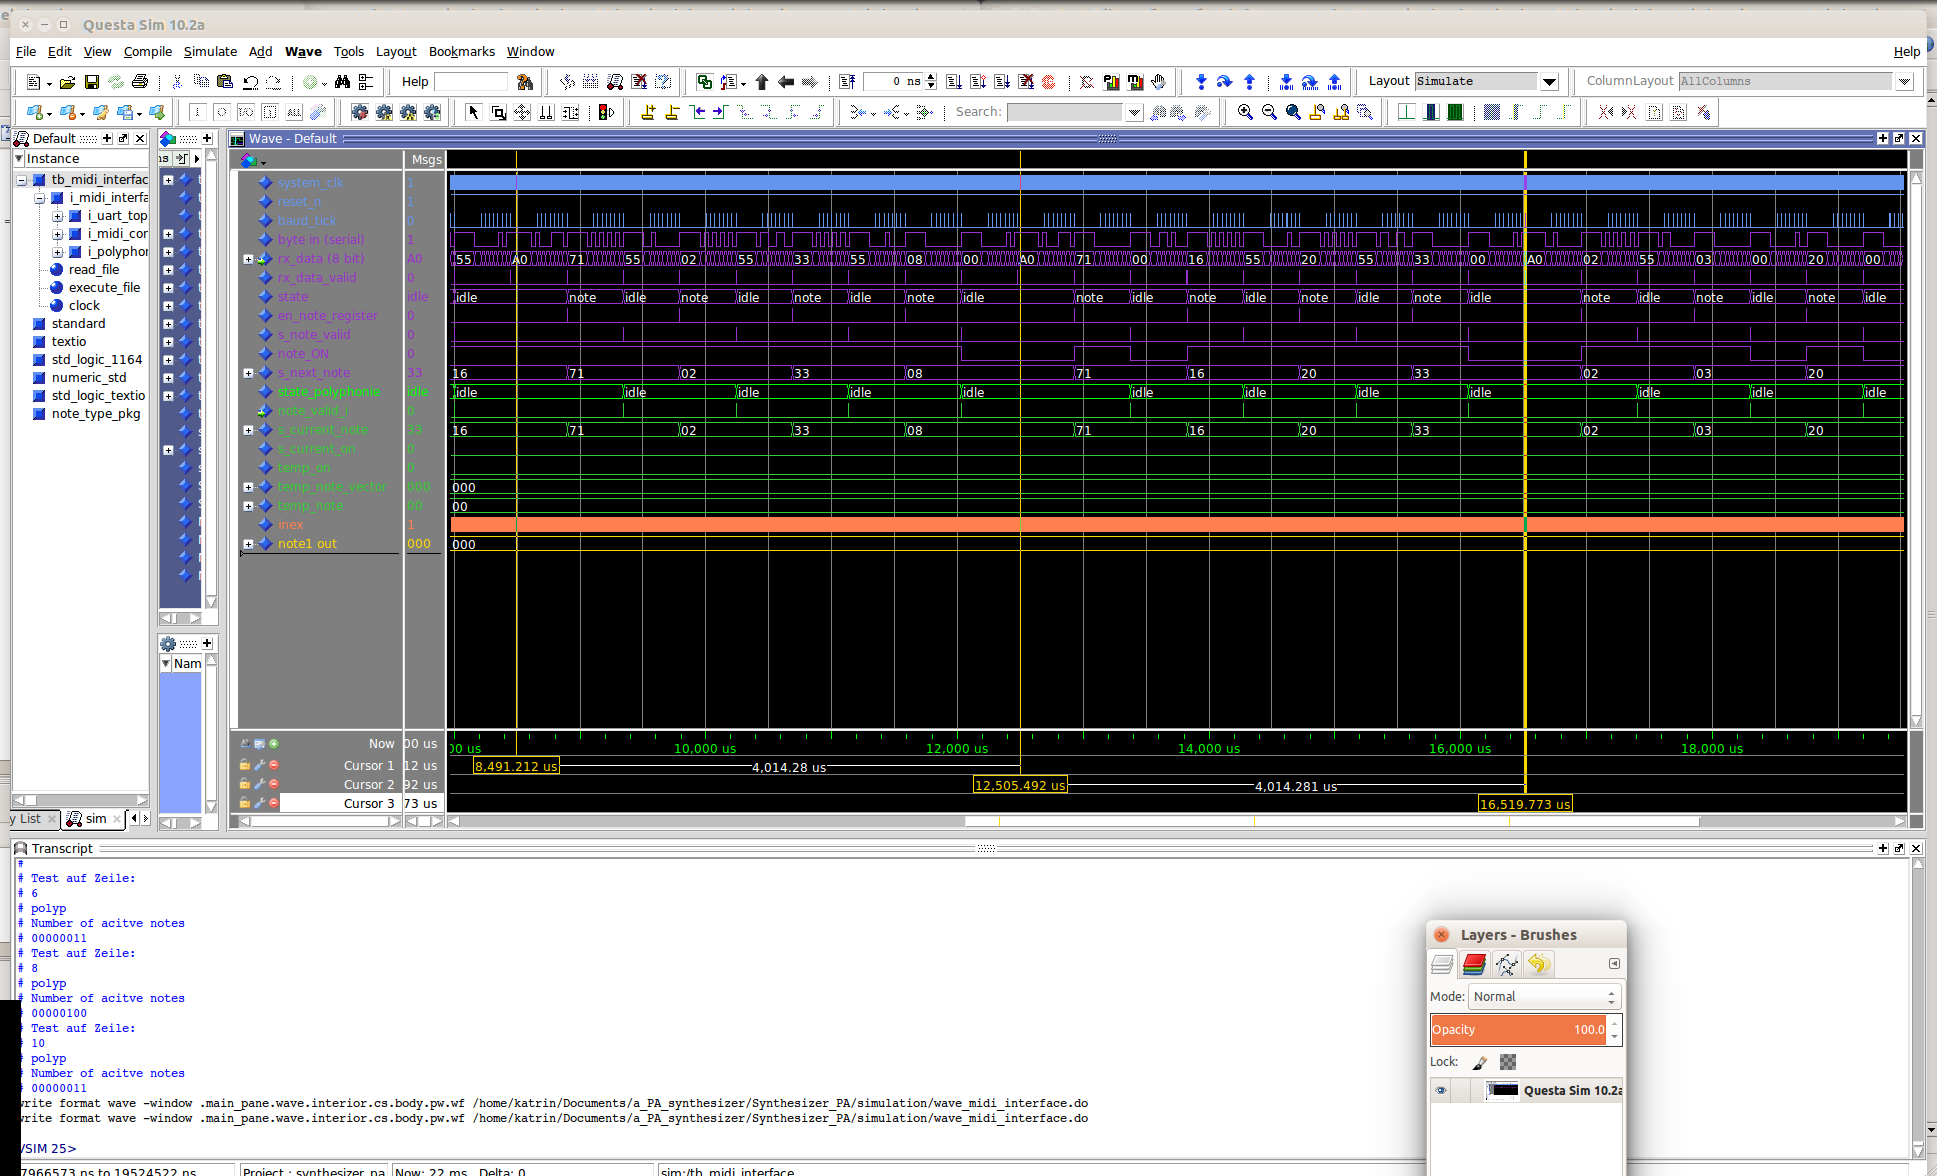 Questa Sim 10.2a
File Edit View Compile Simulate Add Wave Tools Layout Bookmarks Window Help
Help
0 ns
Layout Simulate
ColumnLayout AllColumns
Search:
Default
Instance
tb_midi_interfac
i_midi_interfa
i_uart_top
i_midi_cor
i_polyphor
read_file
execute_file
clock
standard
textio
std_logic_1164
numeric_std
std_logic_textio
note_type_pkg
y List
sim
Nam
Wave - Default
Msgs
system_clk 1
reset_n 1
baud_tick 0
byte in (serial) 1
rx_data (8 bit) A0 55 A0 71 55 02 55 33 55 08 00 A0 71 00 16 55 20 55 33 00 A0 02 55 03 00 20 00
rx_data_valid 0
state idle idle note idle note idle note idle note idle note idle note idle note idle note idle note idle note idle note idle
en_note_register 0
s_note_valid 0
note_ON 0
s_next_note 33 16 71 02 33 08 71 16 20 33 02 03 20
state_polyphonie idle idle idle idle idle idle idle idle idle idle idle idle idle
note_valid_i 0
s_current_note 33 16 71 02 33 08 71 16 20 33 02 03 20
s_current_on 0
temp_on 0
temp_note_vector 000 000
temp_note 00 00
inex 1
note1 out 000 000
Now 00 us 00 us 10,000 us 12,000 us 14,000 us 16,000 us 18,000 us
Cursor 1 12 us 8,491.212 us 4,014.28 us
Cursor 2 92 us 12,505.492 us 4,014.281 us
Cursor 3 73 us 16,519.773 us
Transcript
#
# Test auf Zeile:
# 6
# polyp
# Number of acitve notes
# 00000011
# Test auf Zeile:
# 8
# polyp
# Number of acitve notes
# 00000100
# Test auf Zeile:
# 10
# polyp
# Number of acitve notes
# 00000011
write format wave -window .main_pane.wave.interior.cs.body.pw.wf /home/katrin/Documents/a_PA_synthesizer/Synthesizer_PA/simulation/wave_midi_interface.do
write format wave -window .main_pane.wave.interior.cs.body.pw.wf /home/katrin/Documents/a_PA_synthesizer/Synthesizer_PA/simulation/wave_midi_interface.do
VSIM 25>
7966573 ns to 19524522 ns
Project : synthesizer_pa
Now: 22 ms Delta: 0
sim:/tb_midi_interface
Layers - Brushes
Mode: Normal
Opacity 100.0
Lock:
Questa Sim 10.2a